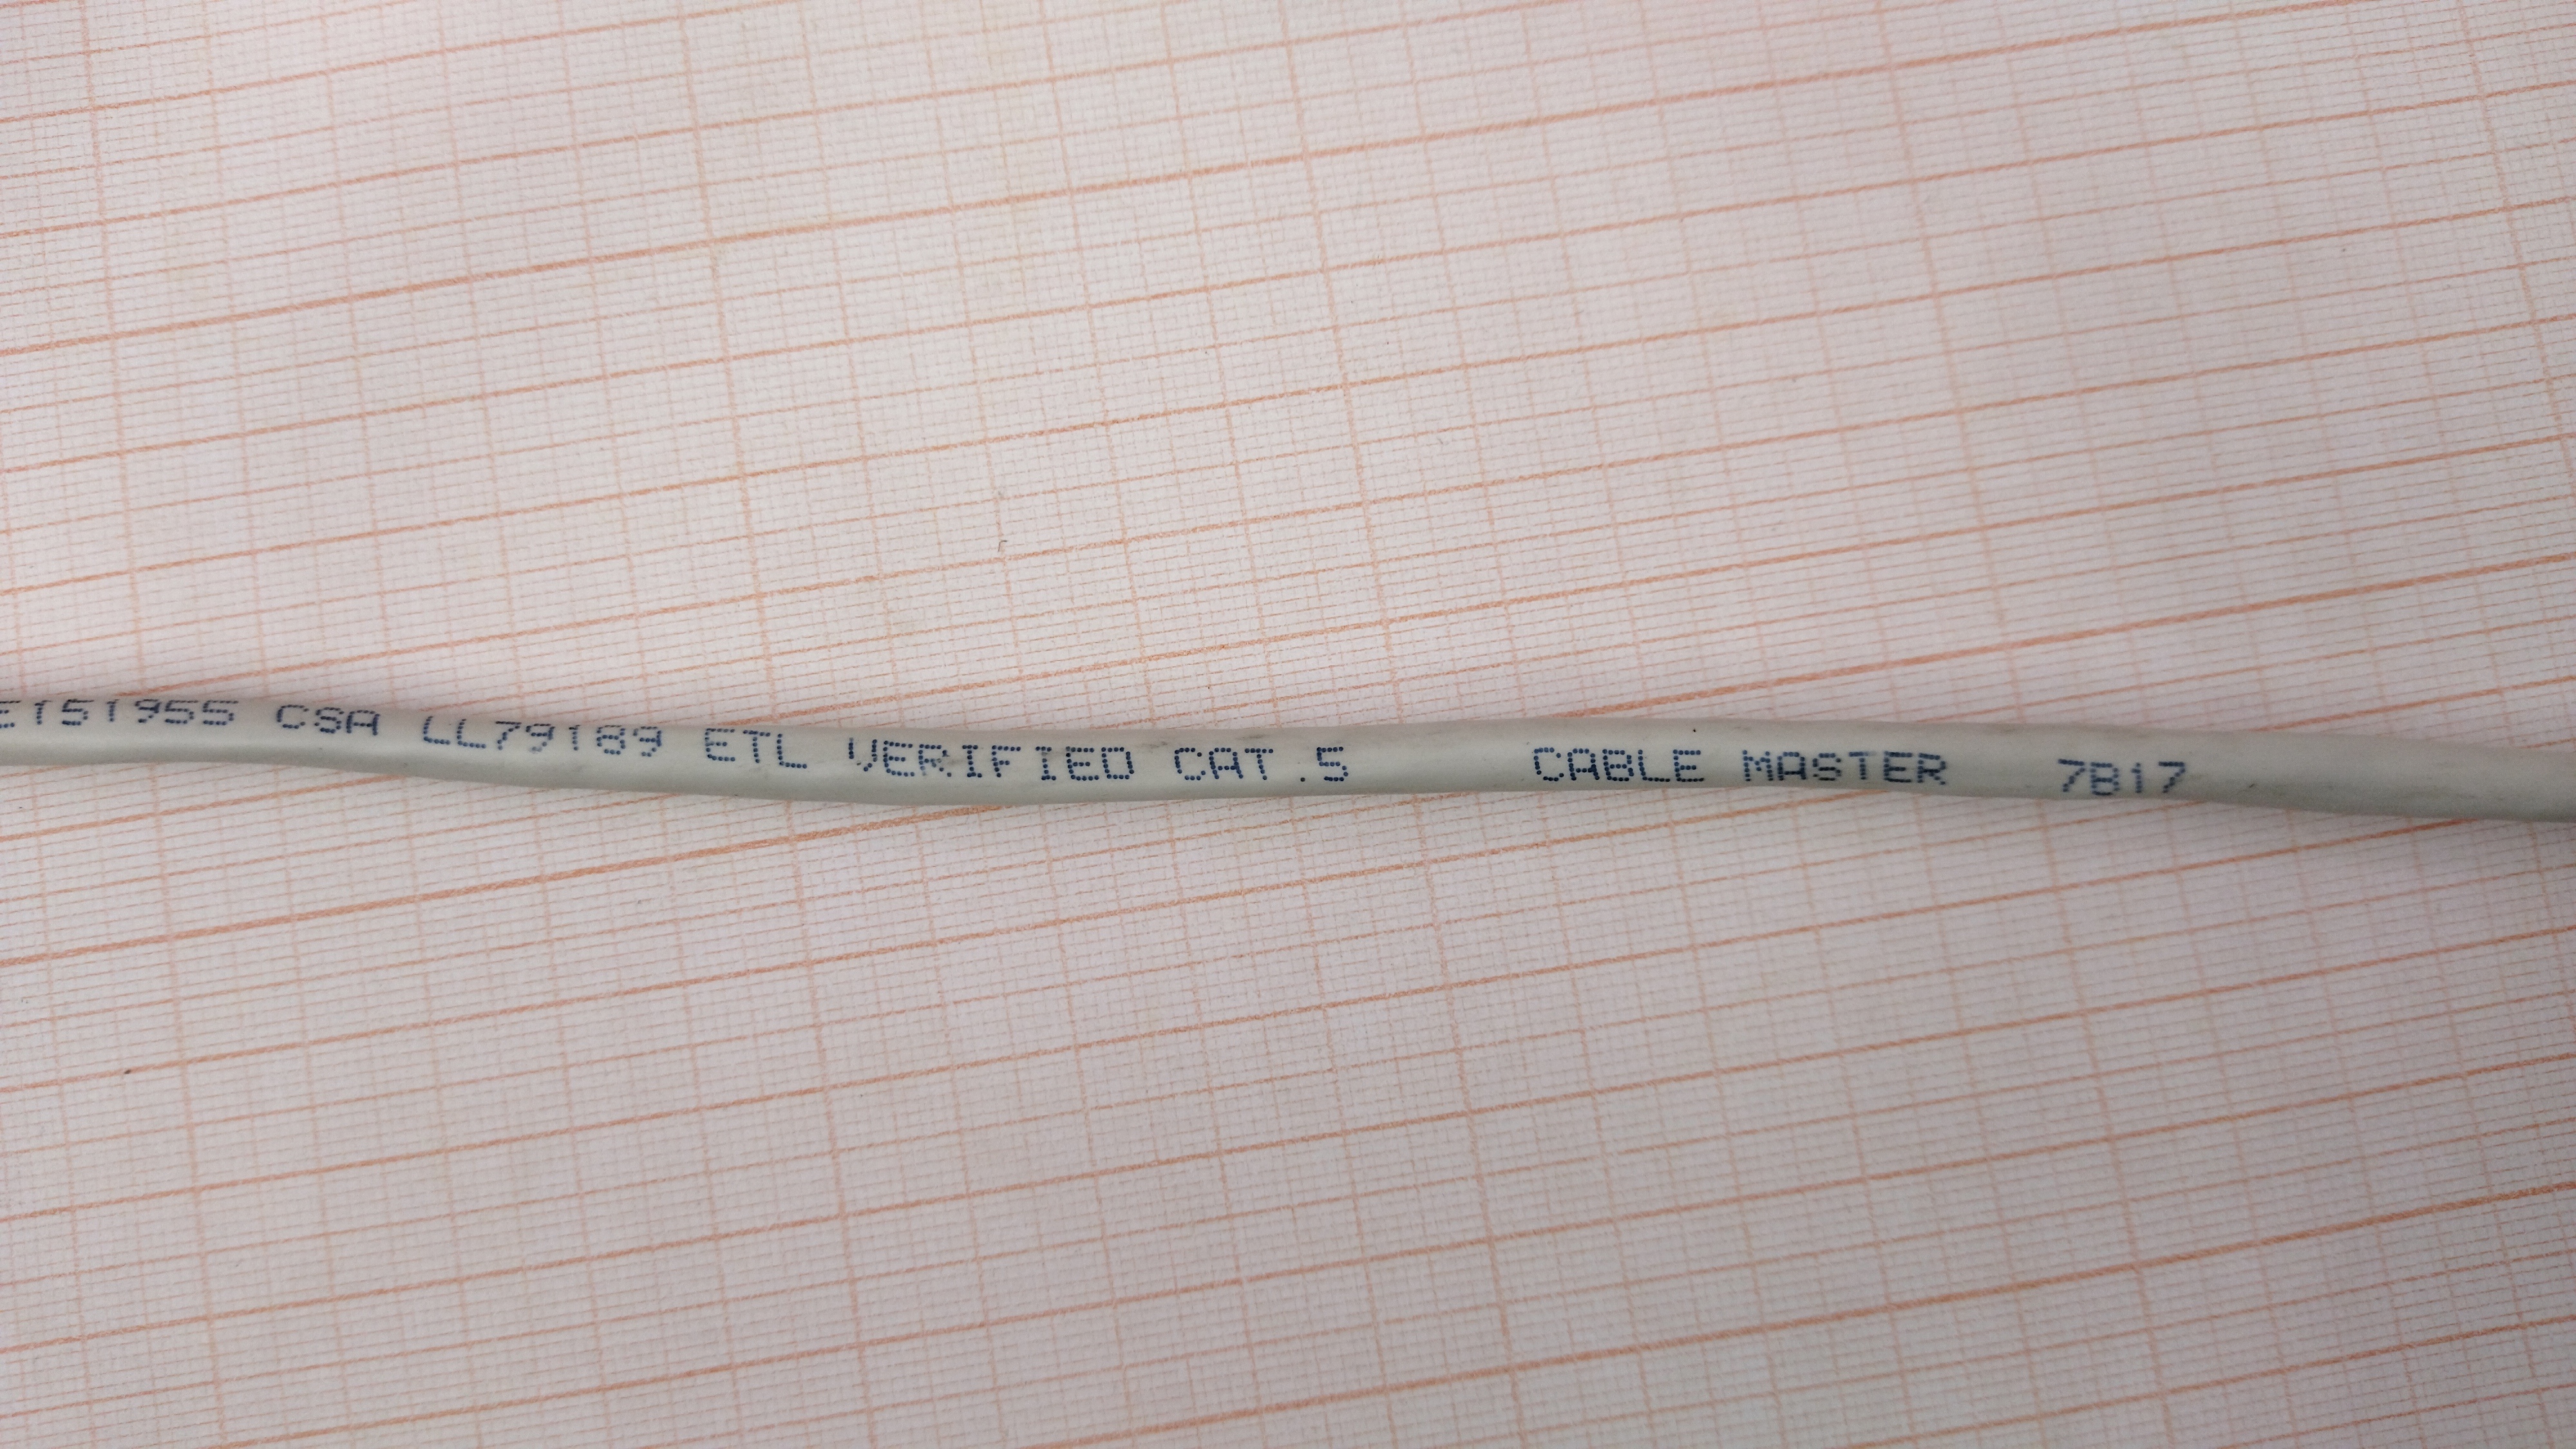 E151955 CSA LL79189 ETL VERIFIED CAT.5 CABLE MASTER 7B17